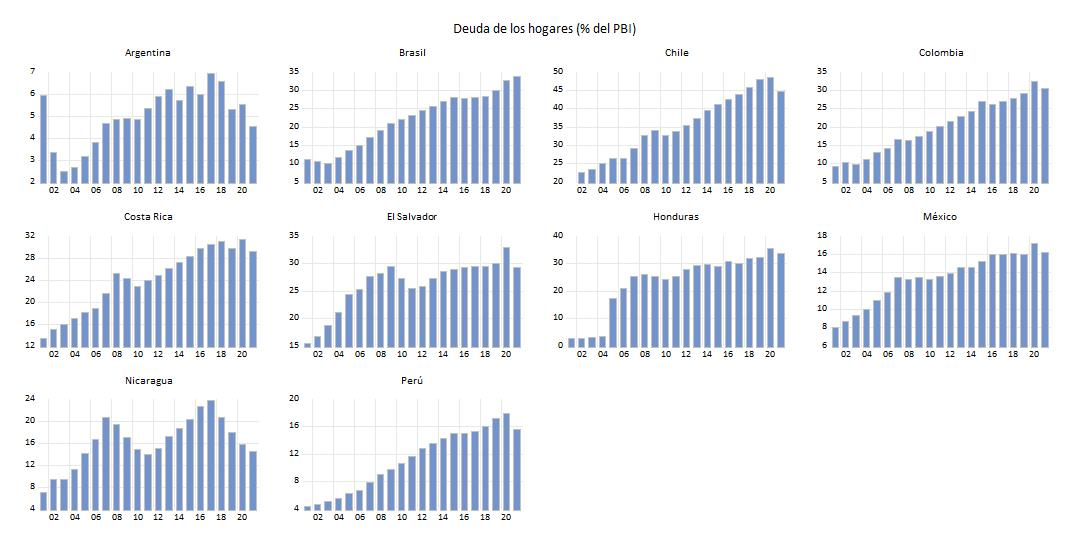 Deuda de los hogares (% del PBI)
Argentina
7
6
5
4
3
2
02 04 06 08 10 12 14 16 18 20
Brasil
35
30
25
20
15
10
5
02 04 06 08 10 12 14 16 18 20
Chile
50
45
40
35
30
25
20
02 04 06 08 10 12 14 16 18 20
Colombia
35
30
25
20
15
10
5
02 04 06 08 10 12 14 16 18 20
Costa Rica
32
28
24
20
16
12
02 04 06 08 10 12 14 16 18 20
El Salvador
35
30
25
20
15
02 04 06 08 10 12 14 16 18 20
Honduras
40
30
20
10
0
02 04 06 08 10 12 14 16 18 20
México
18
16
14
12
10
8
6
02 04 06 08 10 12 14 16 18 20
Nicaragua
24
20
16
12
8
4
02 04 06 08 10 12 14 16 18 20
Perú
20
16
12
8
4
02 04 06 08 10 12 14 16 18 20